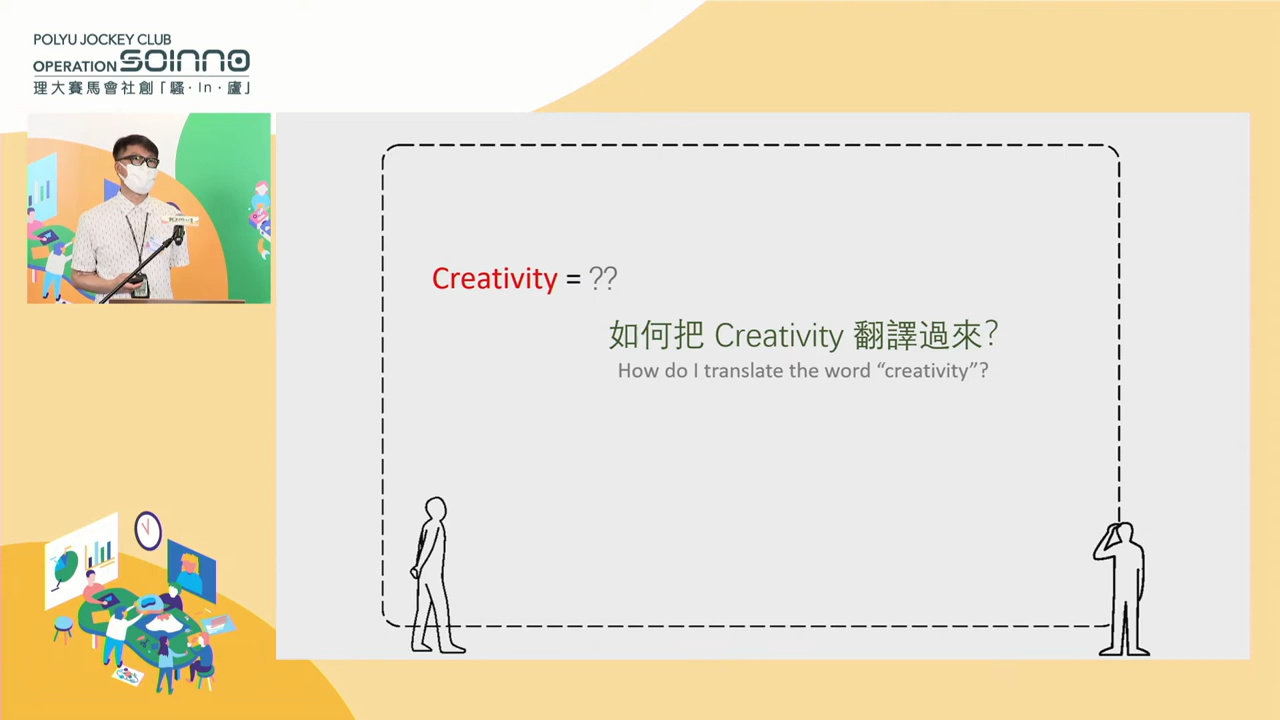 POLYU JOCKEY CLUB
OPERATION SOINNO
理大賽馬會社創「騷·In·廬」
Creativity = ??
如何把 Creativity 翻譯過來?
How do I translate the word “creativity”?